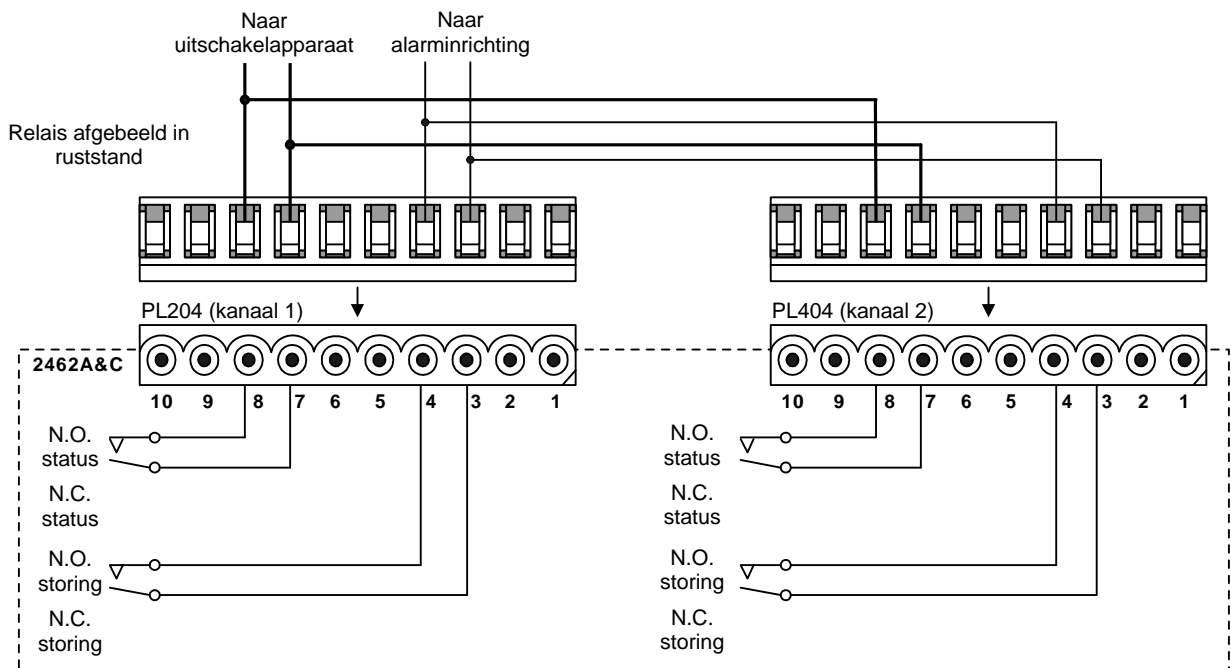 Naar
uitschakelapparaat
Naar
alarminrichting
Relais afgebeeld in
ruststand
PL204 (kanaal 1)
PL404 (kanaal 2)
2462A&C
10 9 8 7 6 5 4 3 2 1
10 9 8 7 6 5 4 3 2 1
N.O.
status
N.C.
status
N.O.
storing
N.C.
storing
N.O.
status
N.C.
status
N.O.
storing
N.C.
storing